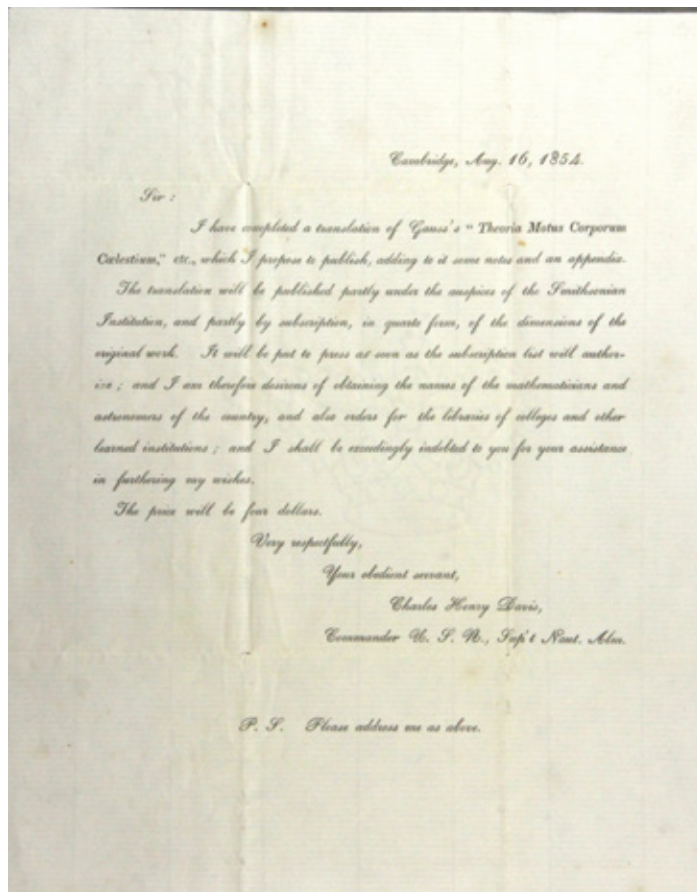 Cambridge, Aug. 16, 1854.
Sir :
I have completed a translation of Gauss's " Theoria Motus Corporum
Cœlestium," etc., which I propose to publish, adding to it some notes and an appendix.
The translation will be published partly under the auspices of the Smithsonian
Institution, and partly by subscription, in quarto form, of the dimensions of the
original work. It will be put to press as soon as the subscription list will author-
ize ; and I am therefore desirous of obtaining the names of the mathematicians and
astronomers of the country, and also orders for the libraries of colleges and other
learned institutions ; and I shall be exceedingly indebted to you for your assistance
in furthering my wishes.
The price will be four dollars.
Very respectfully,
Your obedient servant,
Charles Henry Davis,
Commander U. S. N., Sup't Naut. Alm.
P. S. Please address me as above.